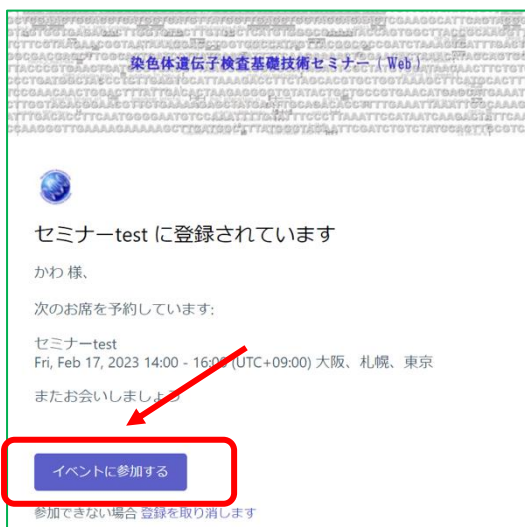 染色体遺伝子検査基礎技術セミナー（Web）
セミナーtest に登録されています
かわ 様、
次のお席を予約しています:
セミナーtest
Fri, Feb 17, 2023 14:00 - 16:00 (UTC+09:00) 大阪、札幌、東京
またお会いしましょう
イベントに参加する
参加できない場合 登録を取り消します